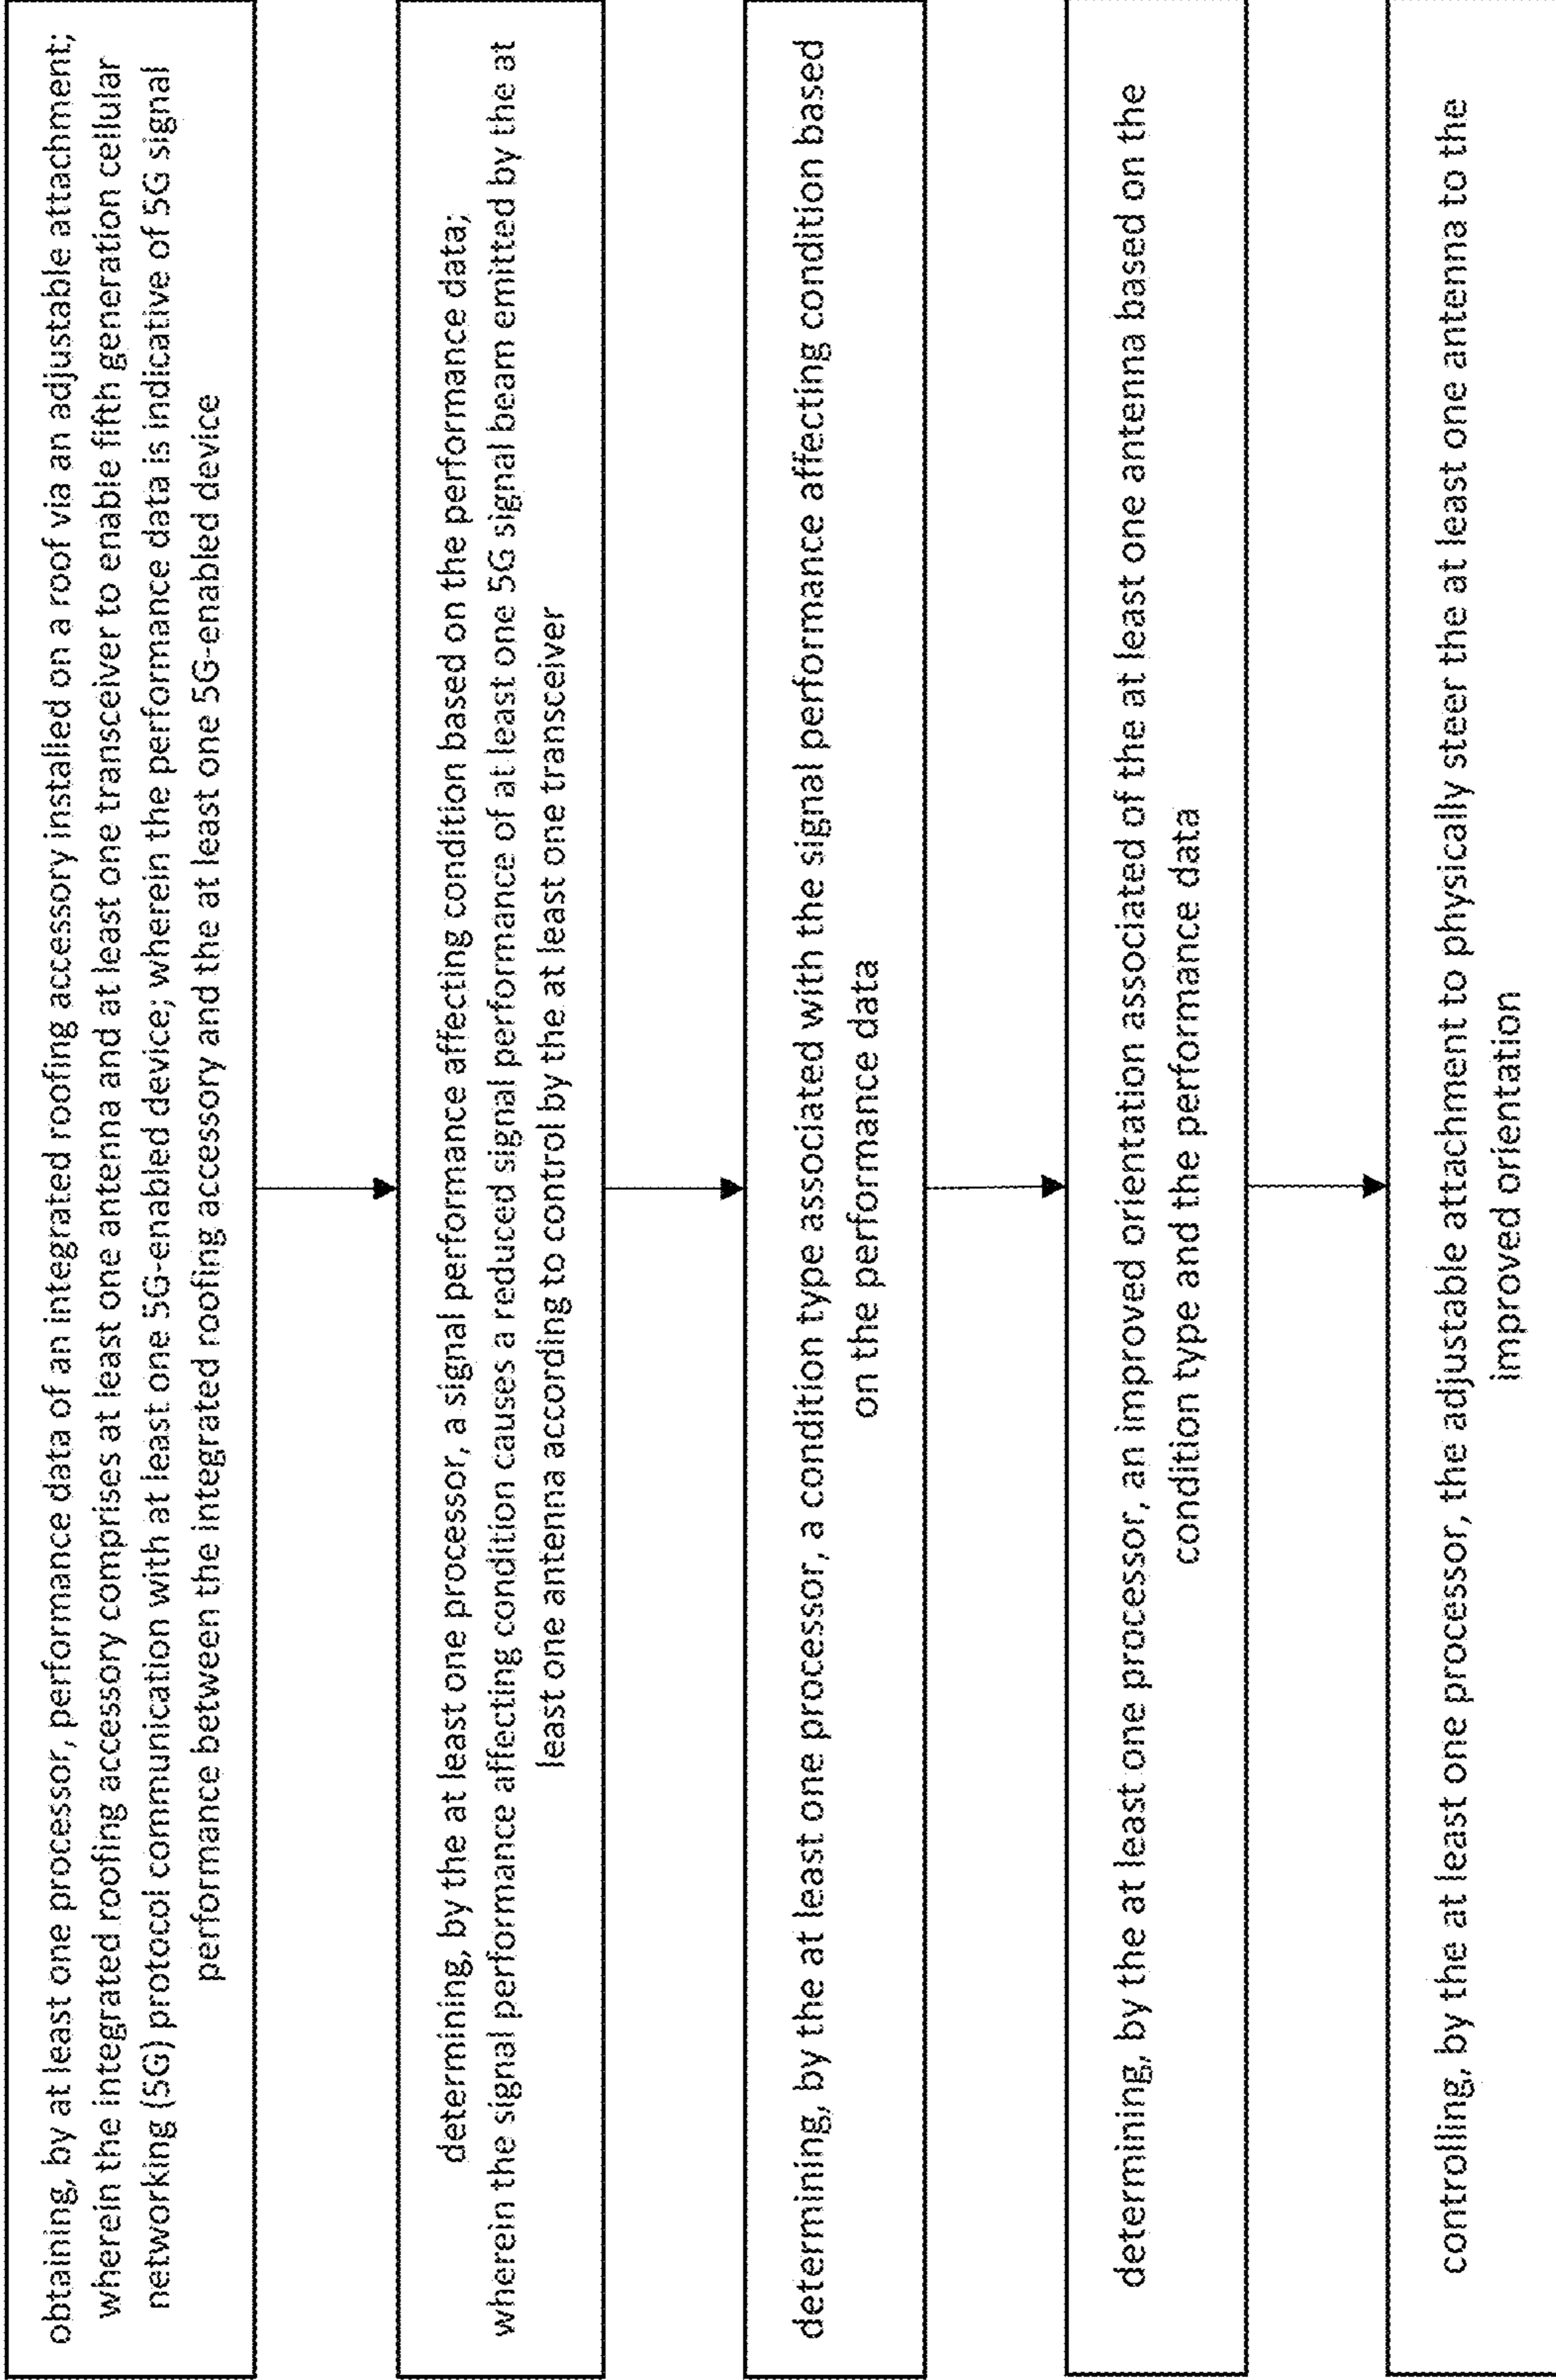 obtaining, by at least one processor, performance data of an integrated roofing accessory installed on a roof via an adjustable attachment;
wherein the integrated roofing accessory comprises at least one antenna and at least one transceiver to enable fifth generation cellular
networking (5G) protocol communication with at least one 5G-enabled device; wherein the performance data is indicative of 5G signal
performance between the integrated roofing accessory and the at least one 5G-enabled device
determining, by the at least one processor, a signal performance affecting condition based on the performance data;
wherein the signal performance affecting condition causes a reduced signal performance of at least one 5G signal beam emitted by the at
least one antenna according to control by the at least one transceiver
determining, by the at least one processor, a condition type associated with the signal performance affecting condition based
on the performance data
determining, by the at least one processor, an improved orientation associated of the at least one antenna based on the
condition type and the performance data
controlling, by the at least one processor, the adjustable attachment to physically steer the at least one antenna to the
improved orientation